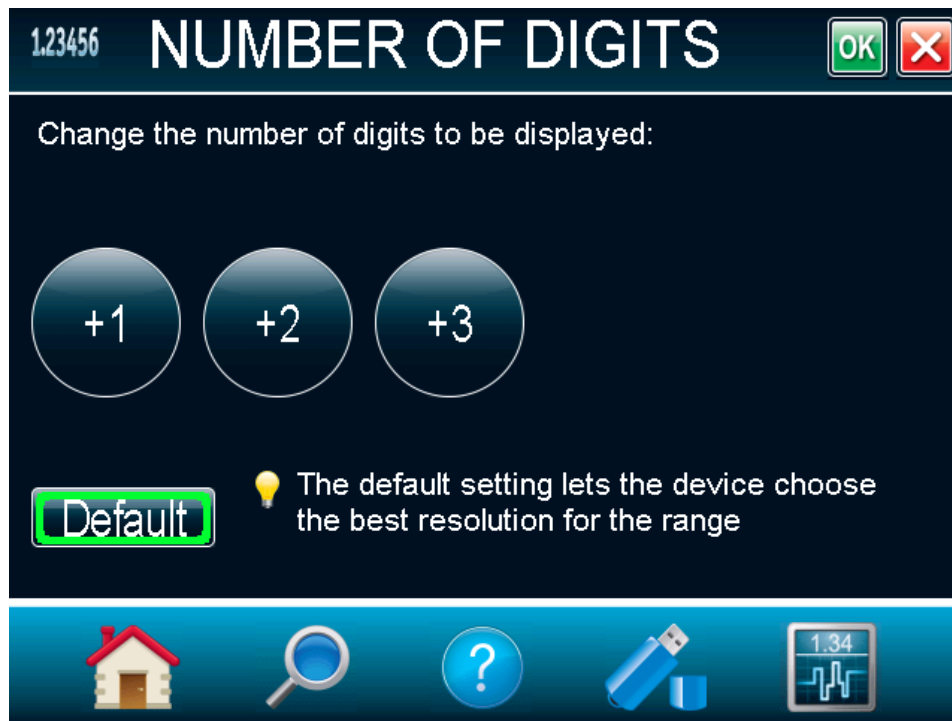 1.23456 NUMBER OF DIGITS OK
Change the number of digits to be displayed:
+1 +2 +3
Default
The default setting lets the device choose
the best resolution for the range
?
1.34